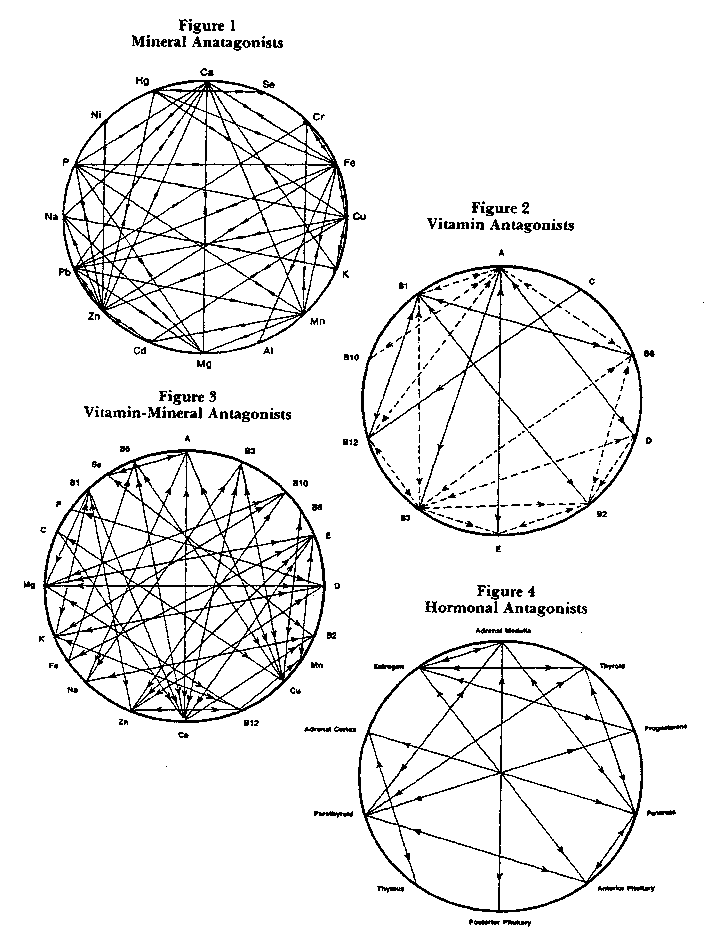 Figure 1
Mineral Anatagonists
Ca
Hg
Se
Ni
Cr
P
Fe
Na
Cu
Pb
K
Zn
Mn
Cd
Al
Mg
Figure 2
Vitamin Antagonists
A
B1
C
B10
B6
B12
D
B3
B2
E
Figure 3
Vitamin-Mineral Antagonists
A
B5
B3
Se
B1
B10
P
B6
C
E
Mg
D
K
B2
Fe
Mn
Na
Cu
Zn
B12
Ca
Figure 4
Hormonal Antagonists
Adrenal Medulla
Estrogen
Thyroid
Adrenal Cortex
Progesterone
Parathyroid
Pancreas
Thymus
Anterior Pituitary
Posterior Pituitary